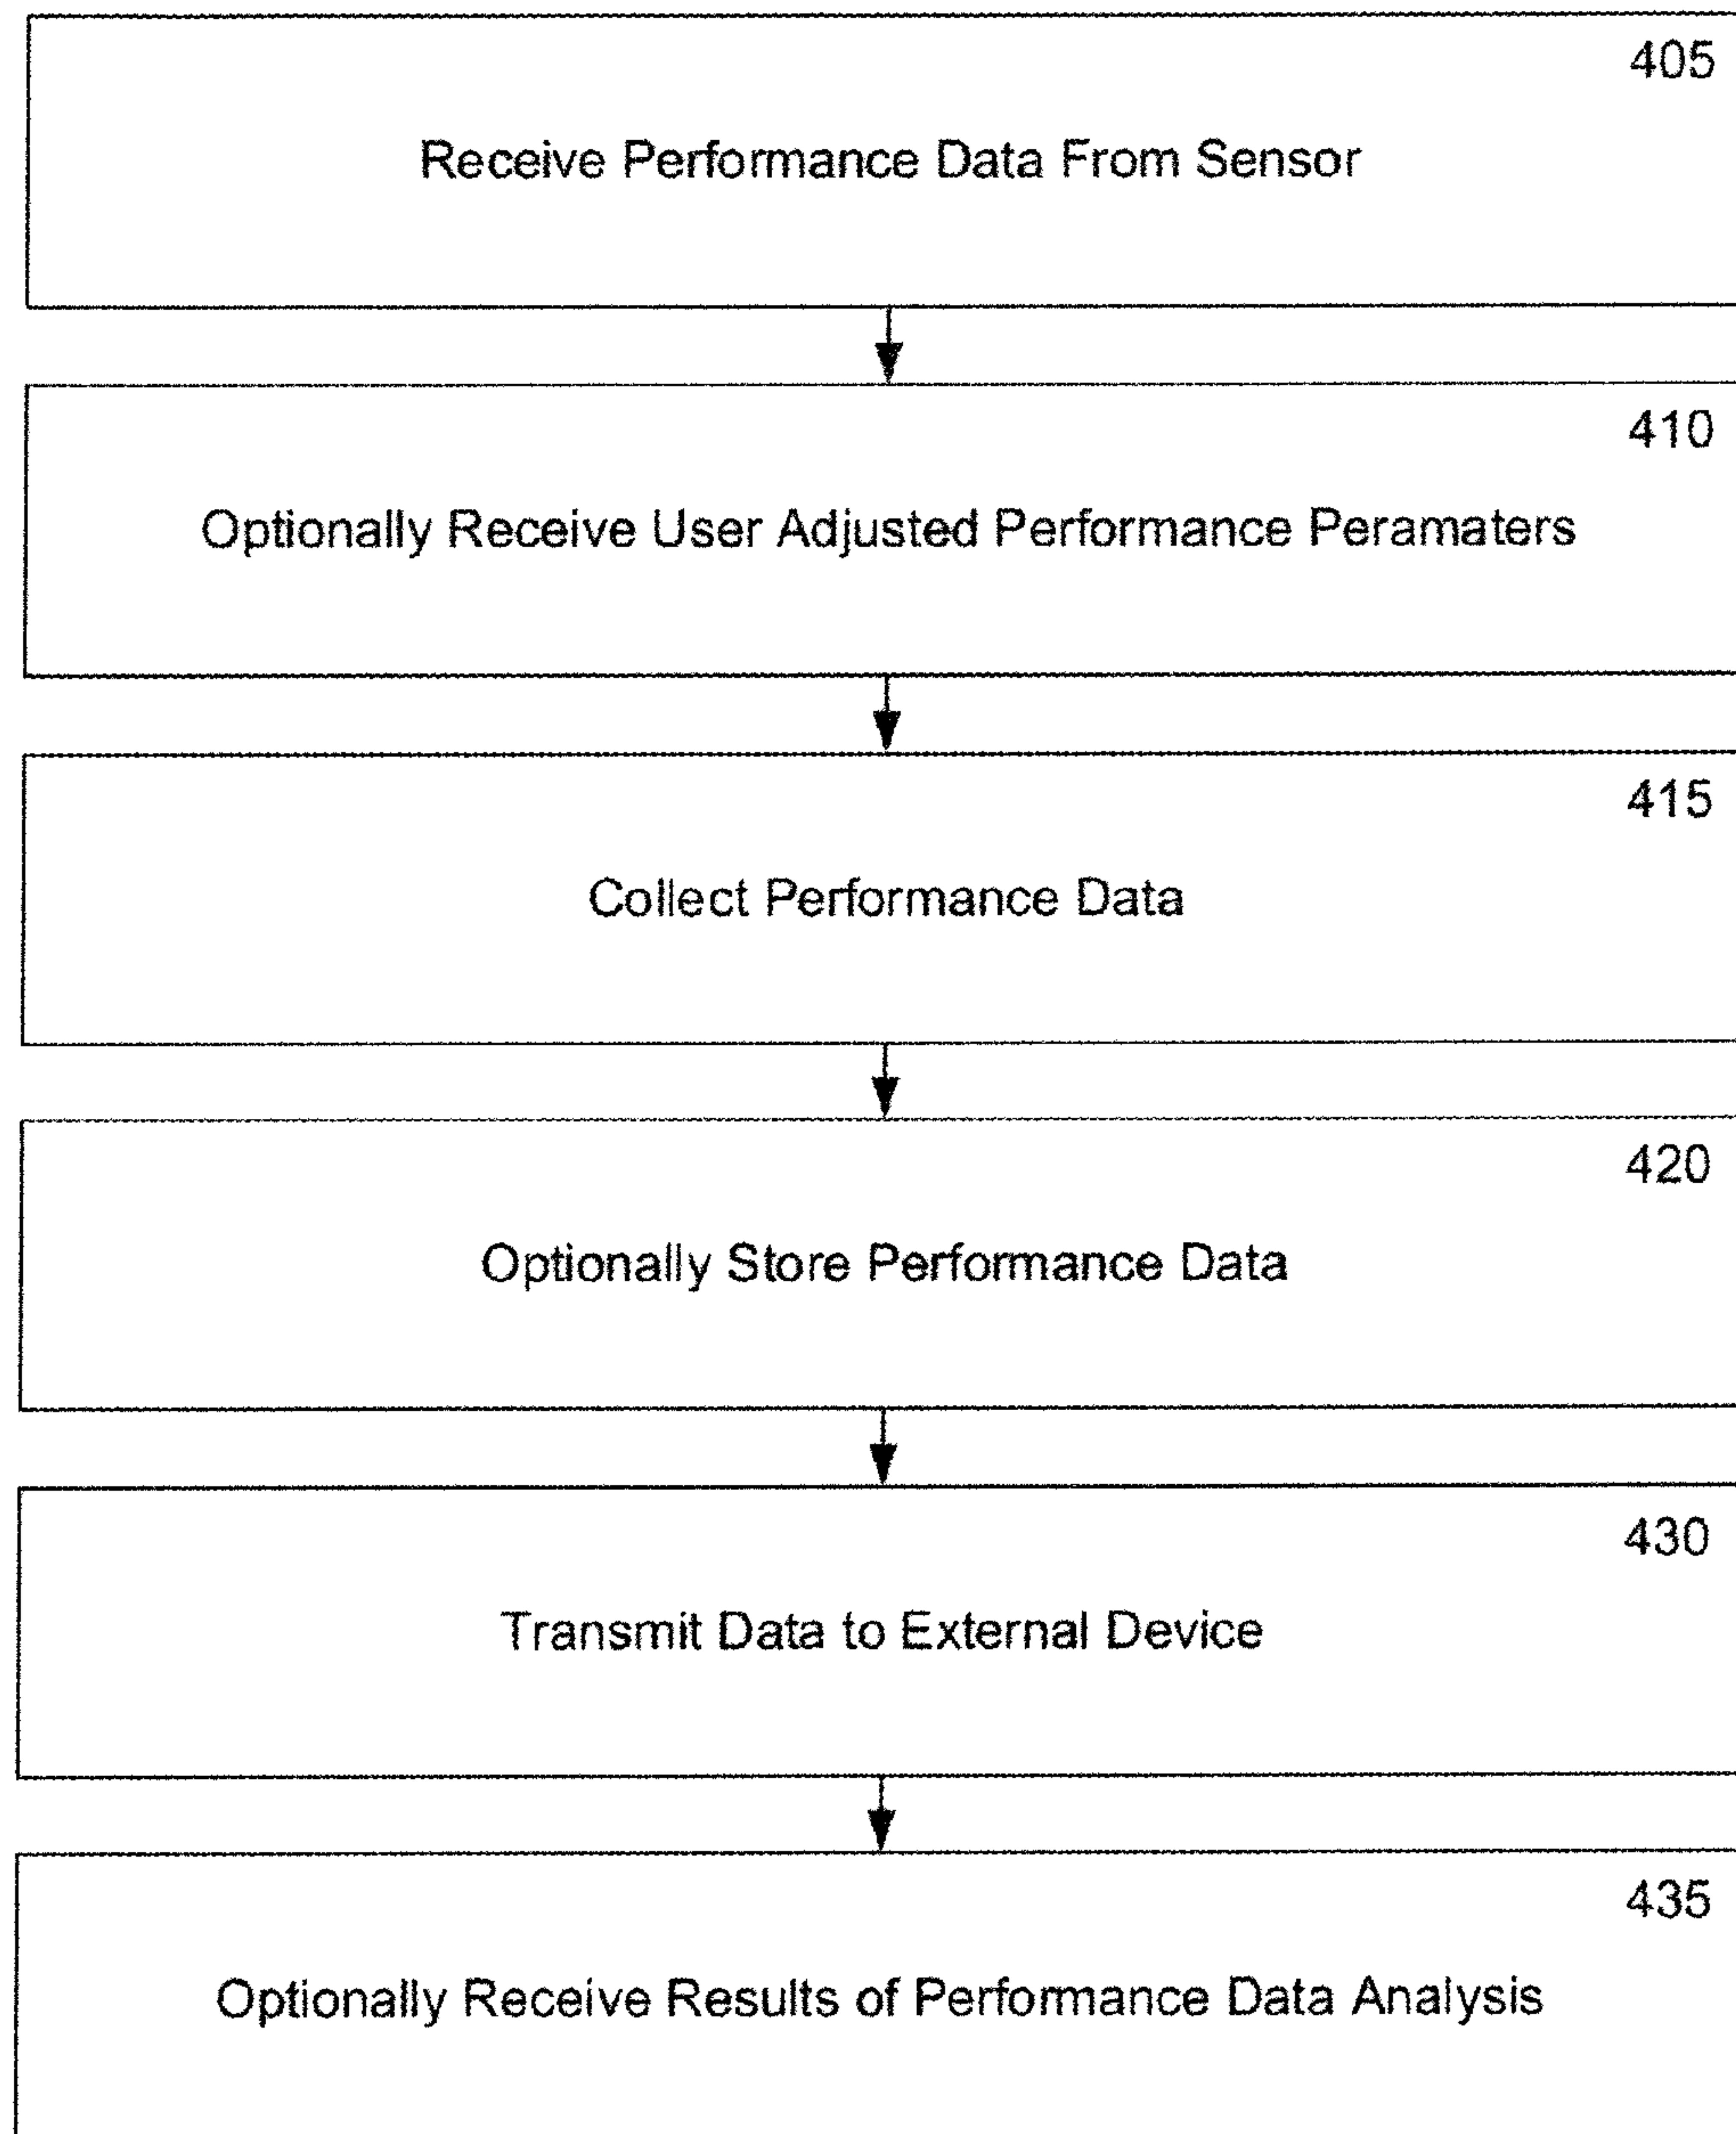 405
Receive Performance Data From Sensor
410
Optionally Receive User Adjusted Performance Peramaters
415
Collect Performance Data
420
Optionally Store Performance Data
430
Transmit Data to External Device
435
Optionally Receive Results of Performance Data Analysis